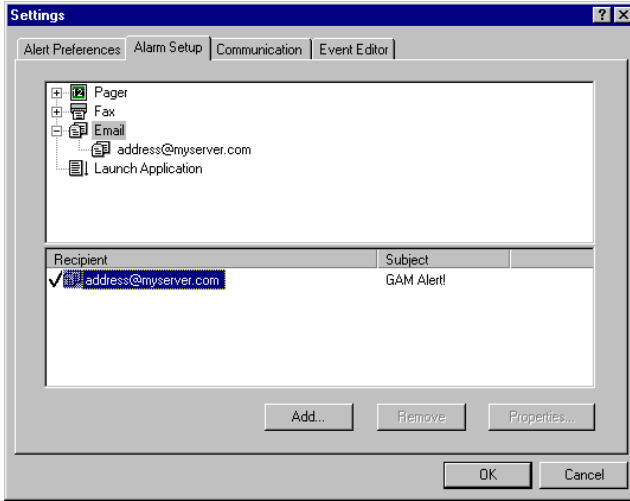 Settings
Alert Preferences Alarm Setup Communication Event Editor
12 Pager
Fax
Email
address@myserver.com
Launch Application
Recipient Subject
address@myserver.com GAM Alert!
Add... Remove Properties...
OK Cancel